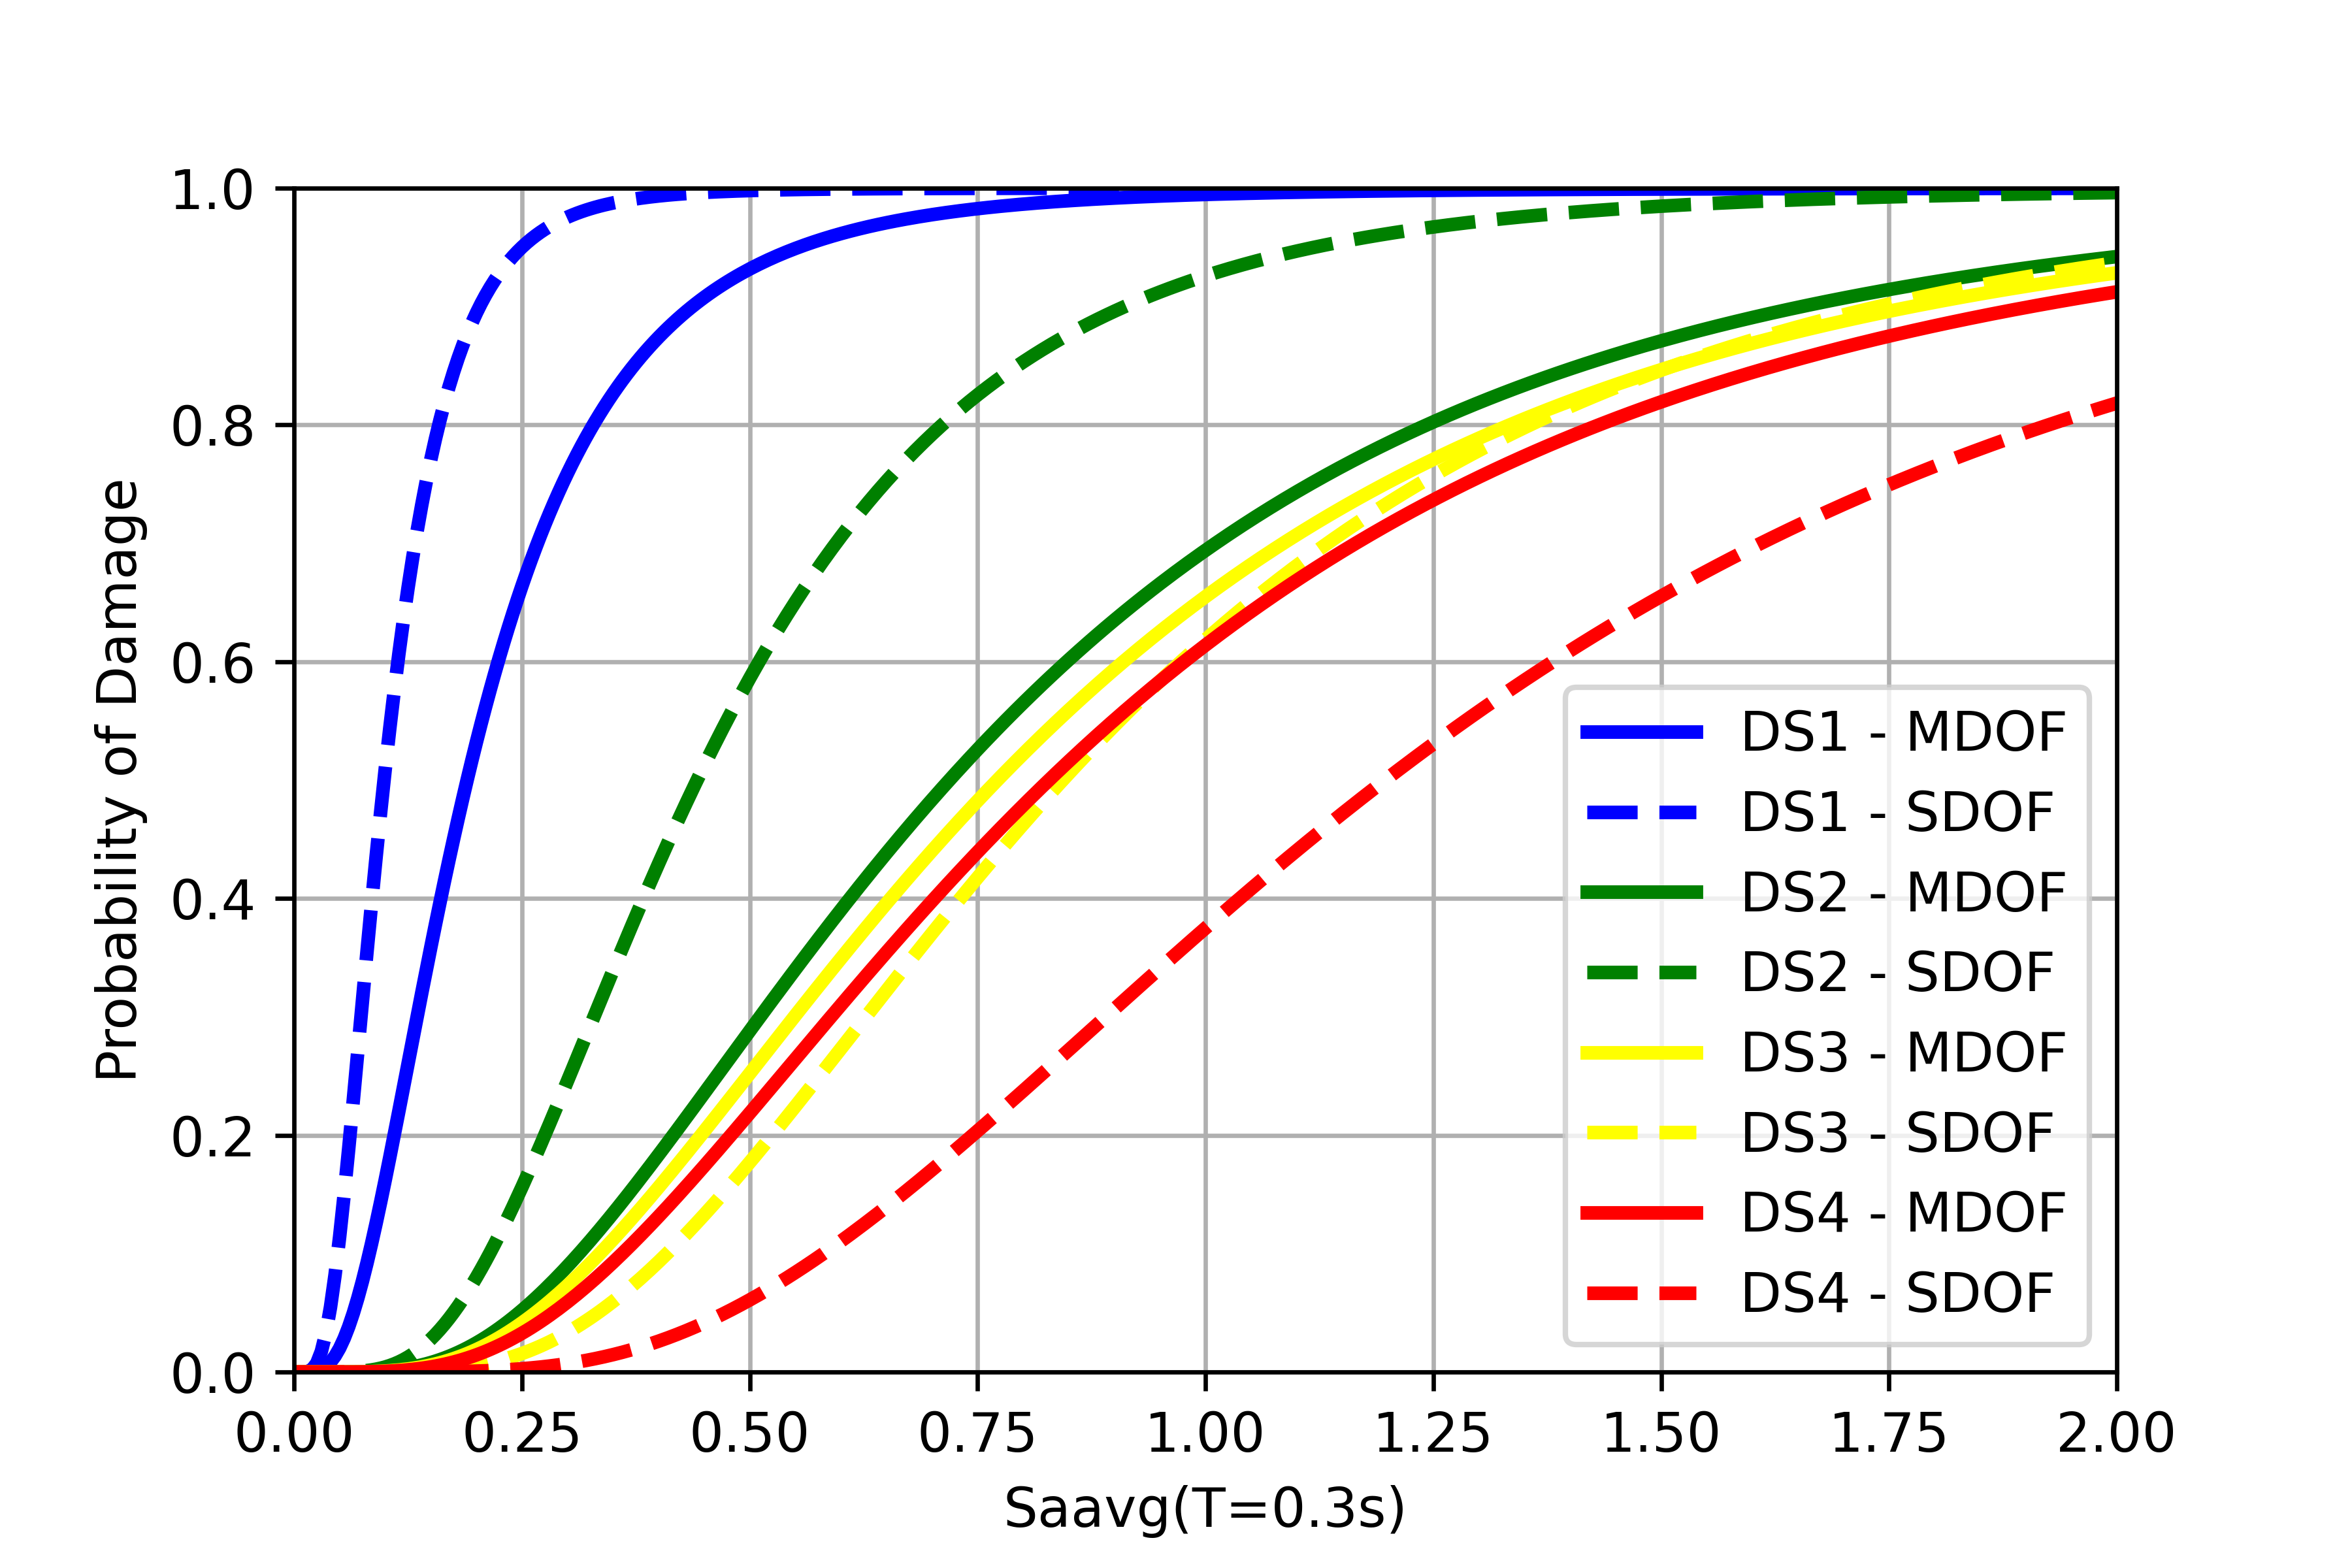 1.0
0.8
0.6
0.4
0.2
0.0
Probability of Damage
0.00 0.25 0.50 0.75 1.00 1.25 1.50 1.75 2.00
Saavg(T=0.3s)
DS1 - MDOF
DS1 - SDOF
DS2 - MDOF
DS2 - SDOF
DS3 - MDOF
DS3 - SDOF
DS4 - MDOF
DS4 - SDOF